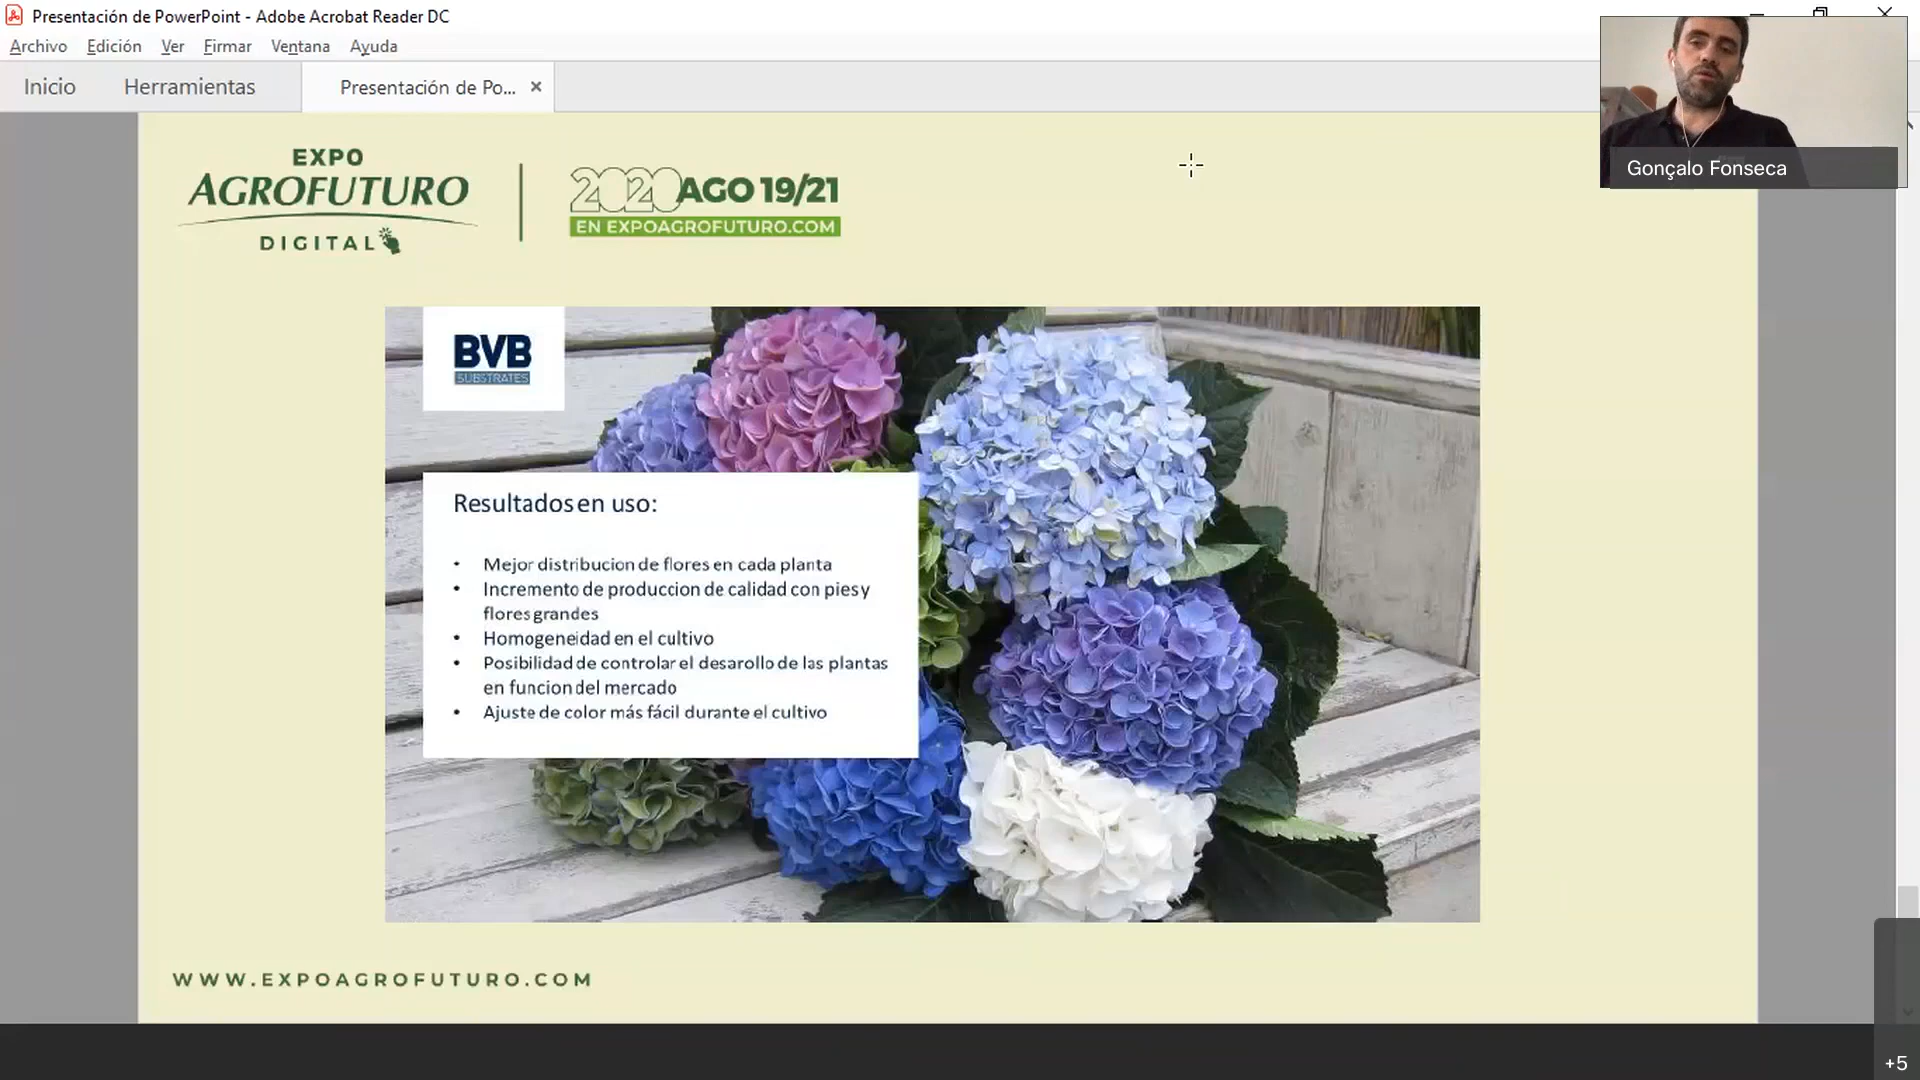 Presentación de PowerPoint - Adobe Acrobat Reader DC
Archivo Edición Ver Firmar Ventana Ayuda
Inicio Herramientas Presentación de Po... ×
Gonçalo Fonseca
EXPO
AGROFUTURO
DIGITAL
2020 AGO 19/21
EN EXPOAGROFUTURO.COM
BVB
SUBSTRATES
Resultados en uso:
• Mejor distribucion de flores en cada planta
• Incremento de produccion de calidad con pies y
flores grandes
• Homogeneidad en el cultivo
• Posibilidad de controlar el desarollo de las plantas
en funcion del mercado
• Ajuste de color más fácil durante el cultivo
WWW.EXPOAGROFUTURO.COM
+5